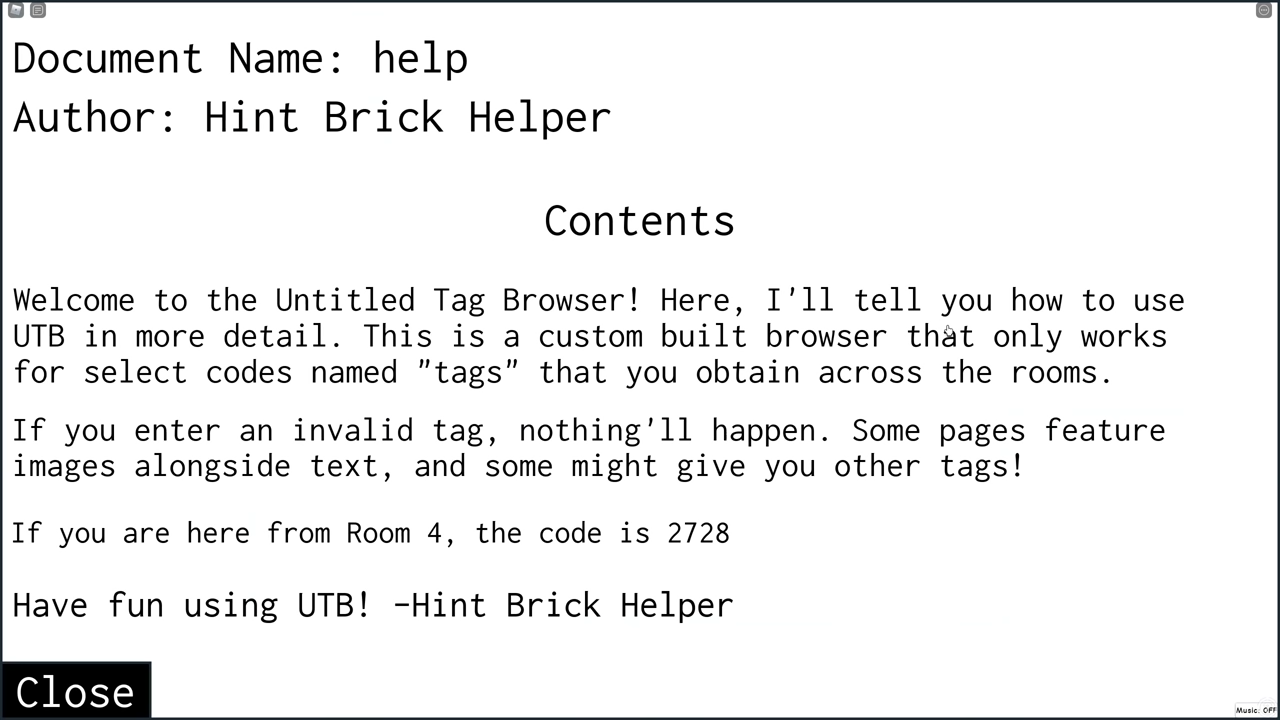 Document Name: help
Author: Hint Brick Helper
Contents
Welcome to the Untitled Tag Browser! Here, I'll tell you how to use
UTB in more detail. This is a custom built browser that only works
for select codes named "tags" that you obtain across the rooms.
If you enter an invalid tag, nothing'll happen. Some pages feature
images alongside text, and some might give you other tags!
If you are here from Room 4, the code is 2728
Have fun using UTB! -Hint Brick Helper
Close
Music: OFF